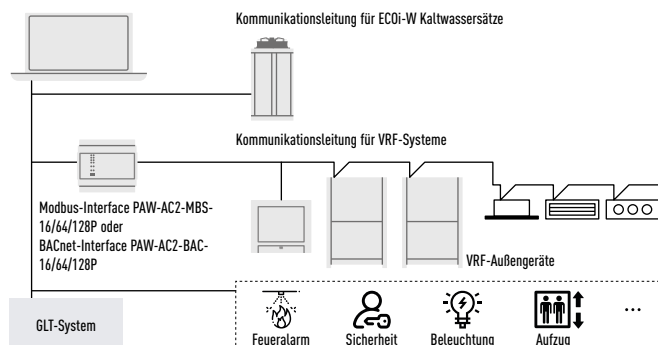 Kommunikationsleitung für ECOi-W Kaltwassersätze
Kommunikationsleitung für VRF-Systeme
Modbus-Interface PAW-AC2-MBS-
16/64/128P oder
BACnet-Interface PAW-AC2-BAC-
16/64/128P
VRF-Außengeräte
GLT-System
Feueralarm
Sicherheit
Beleuchtung
Aufzug
...